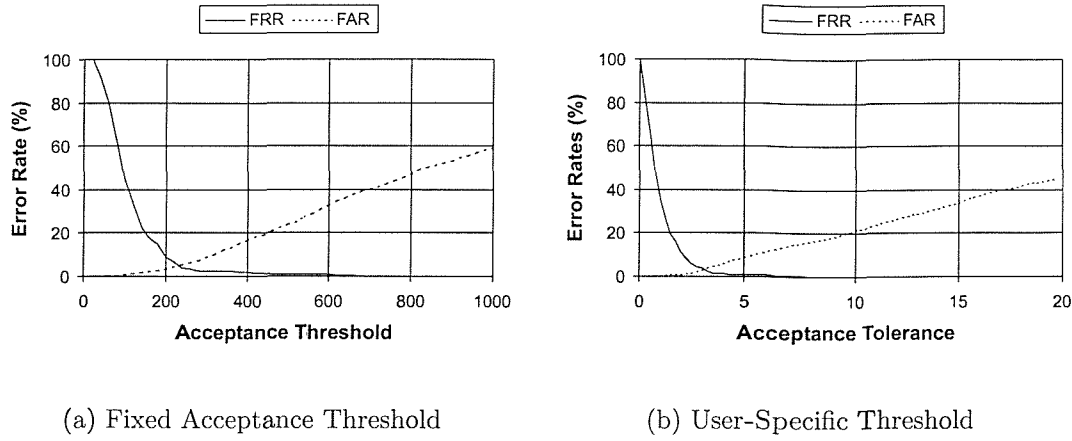 FRR FAR
Error Rate (%)
100
80
60
40
20
0
0 200 400 600 800 1000
Acceptance Threshold
(a) Fixed Acceptance Threshold
FRR FAR
Error Rates (%)
100
80
60
40
20
0
0 5 10 15 20
Acceptance Tolerance
(b) User-Specific Threshold